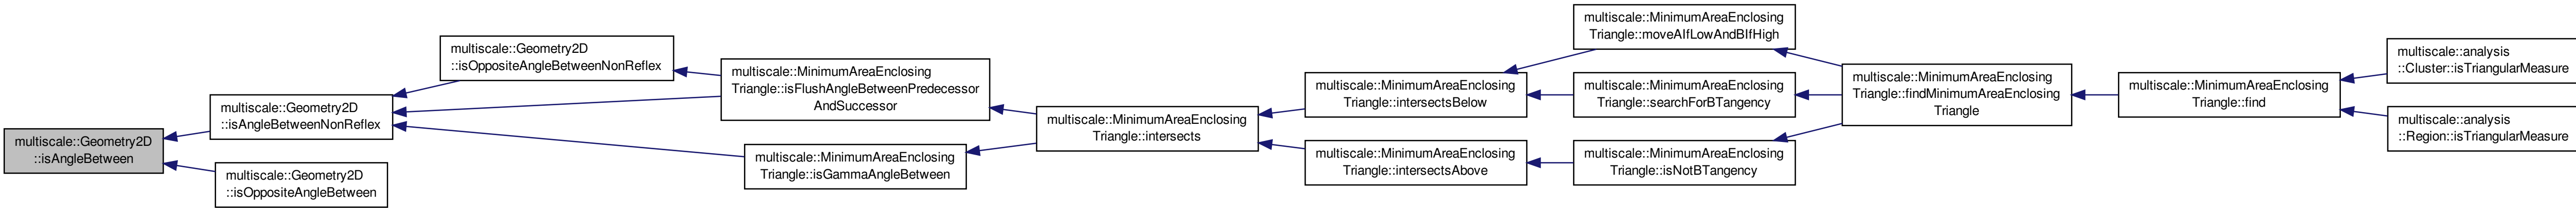 multiscale::Geometry2D
::isAngleBetween
multiscale::Geometry2D
::isAngleBetweenNonReflex
multiscale::Geometry2D
::isOppositeAngleBetween
multiscale::Geometry2D
::isOppositeAngleBetweenNonReflex
multiscale::MinimumAreaEnclosing
Triangle::isFlushAngleBetweenPredecessor
AndSuccessor
multiscale::MinimumAreaEnclosing
Triangle::isGammaAngleBetween
multiscale::MinimumAreaEnclosing
Triangle::intersects
multiscale::MinimumAreaEnclosing
Triangle::intersectsBelow
multiscale::MinimumAreaEnclosing
Triangle::intersectsAbove
multiscale::MinimumAreaEnclosing
Triangle::moveAIfLowAndBIfHigh
multiscale::MinimumAreaEnclosing
Triangle::searchForBTangency
multiscale::MinimumAreaEnclosing
Triangle::isNotBTangency
multiscale::MinimumAreaEnclosing
Triangle::findMinimumAreaEnclosing
Triangle
multiscale::MinimumAreaEnclosing
Triangle::find
multiscale::analysis
::Cluster::isTriangularMeasure
multiscale::analysis
::Region::isTriangularMeasure